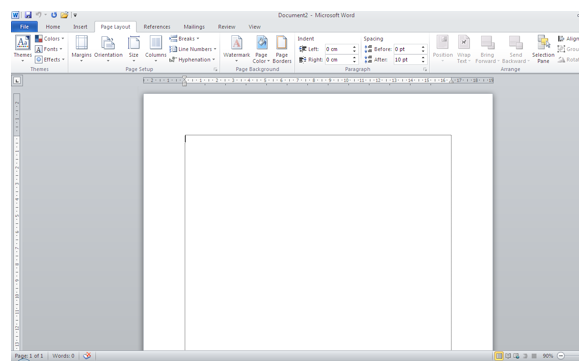 Document2 - Microsoft Word
File Home Insert Page Layout References Mailings Review View
Themes Colors Fonts Effects Margins Orientation Size Columns Breaks Line Numbers Hyphenation Watermark Page Color Page Borders Indent Left: 0 cm Right: 0 cm Spacing Before: 0 pt After: 10 pt Position Wrap Text Bring Forward Send Backward Selection Pane Align Group Rotate
Themes Page Setup Page Background Paragraph Arrange
Page: 1 of 1 Words: 0 90%